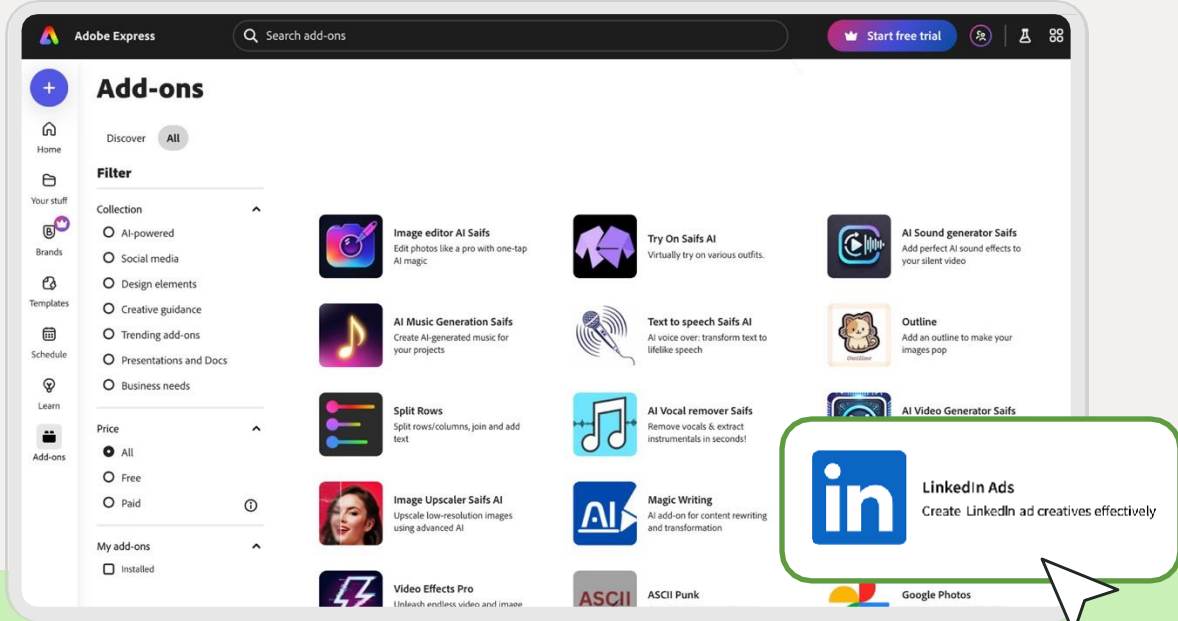 Adobe Express
Search add-ons
Start free trial
Add-ons
Home
Your stuff
Brands
Templates
Schedule
Learn
Add-ons
Discover
All
Filter
Collection
AI-powered
Social media
Design elements
Creative guidance
Trending add-ons
Presentations and Docs
Business needs
Price
All
Free
Paid
My add-ons
Installed
Image editor AI Saifs
Edit photos like a pro with one-tap
AI magic
Try On Saifs AI
Virtually try on various outfits.
AI Sound generator Saifs
Add perfect AI sound effects to
your silent video
AI Music Generation Saifs
Create AI-generated music for
your projects
Text to speech Saifs AI
AI voice over: transform text to
lifelike speech
Outline
Outline
Add an outline to make your
images pop
Split Rows
Split rows/columns, join and add
text
AI Vocal remover Saifs
Remove vocals & extract
instrumentals in seconds!
AI Video Generator Saifs
Image Upscaler Saifs AI
Upscale low-resolution images
using advanced AI
AI
Magic Writing
AI add-on for content rewriting
and transformation
in
LinkedIn Ads
Create LinkedIn ad creatives effectively
Video Effects Pro
Unleash endless video and image
ASCII
ASCII Punk
Google Photos